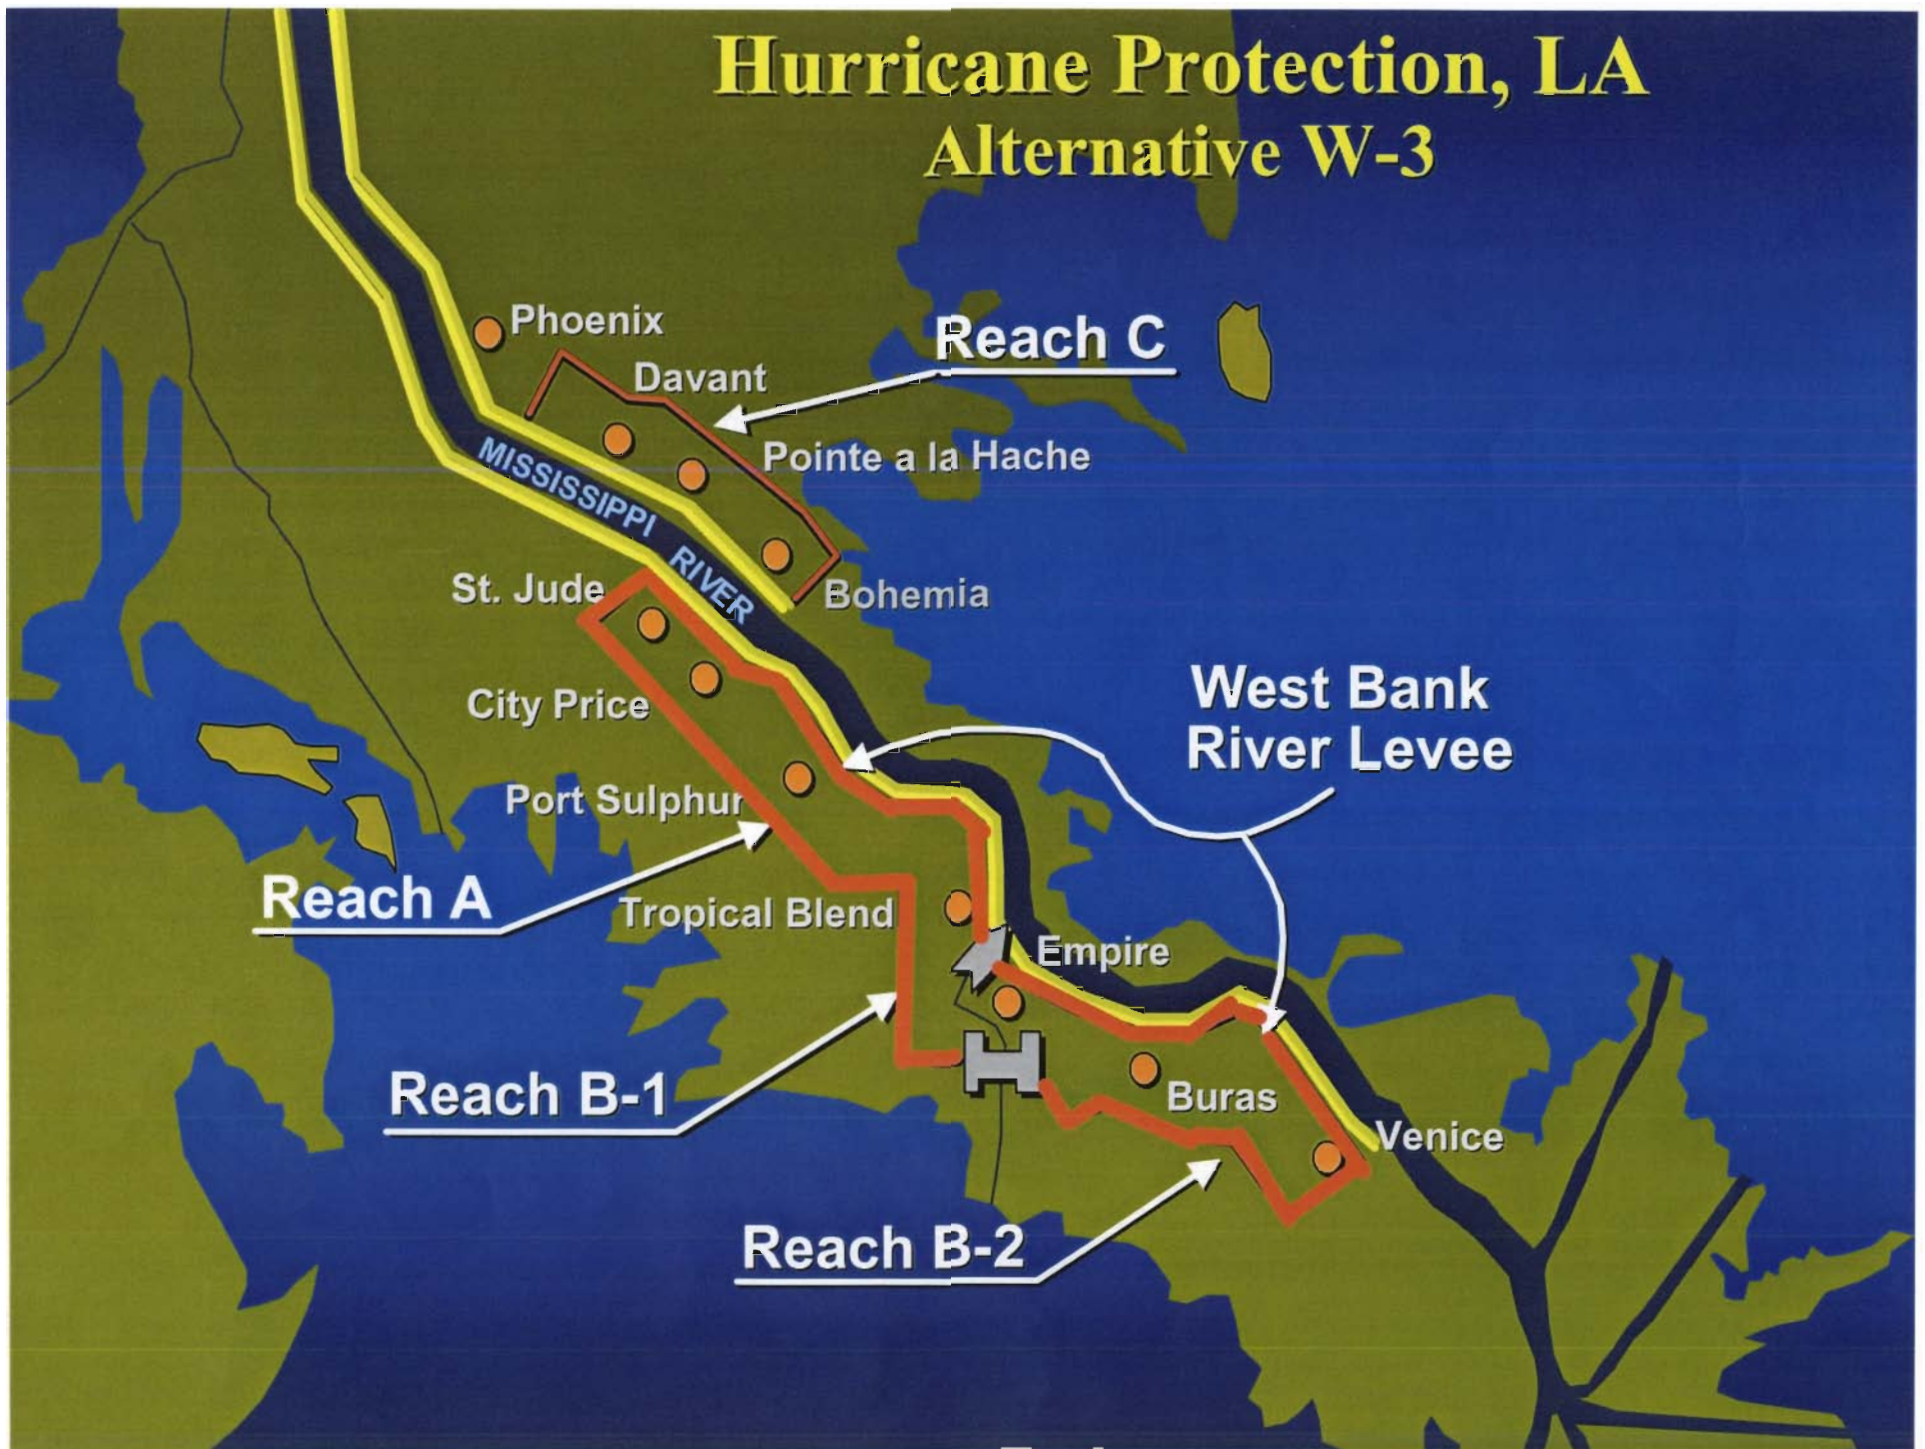 Hurricane Protection, LA
Alternative W-3
Phoenix
Reach C
Davant
Pointe a la Hache
MISSISSIPPI RIVER
St. Jude
Bohemia
City Price
West Bank
River Levee
Port Sulphur
Reach A
Tropical Blend
Empire
Reach B-1
Buras
Venice
Reach B-2